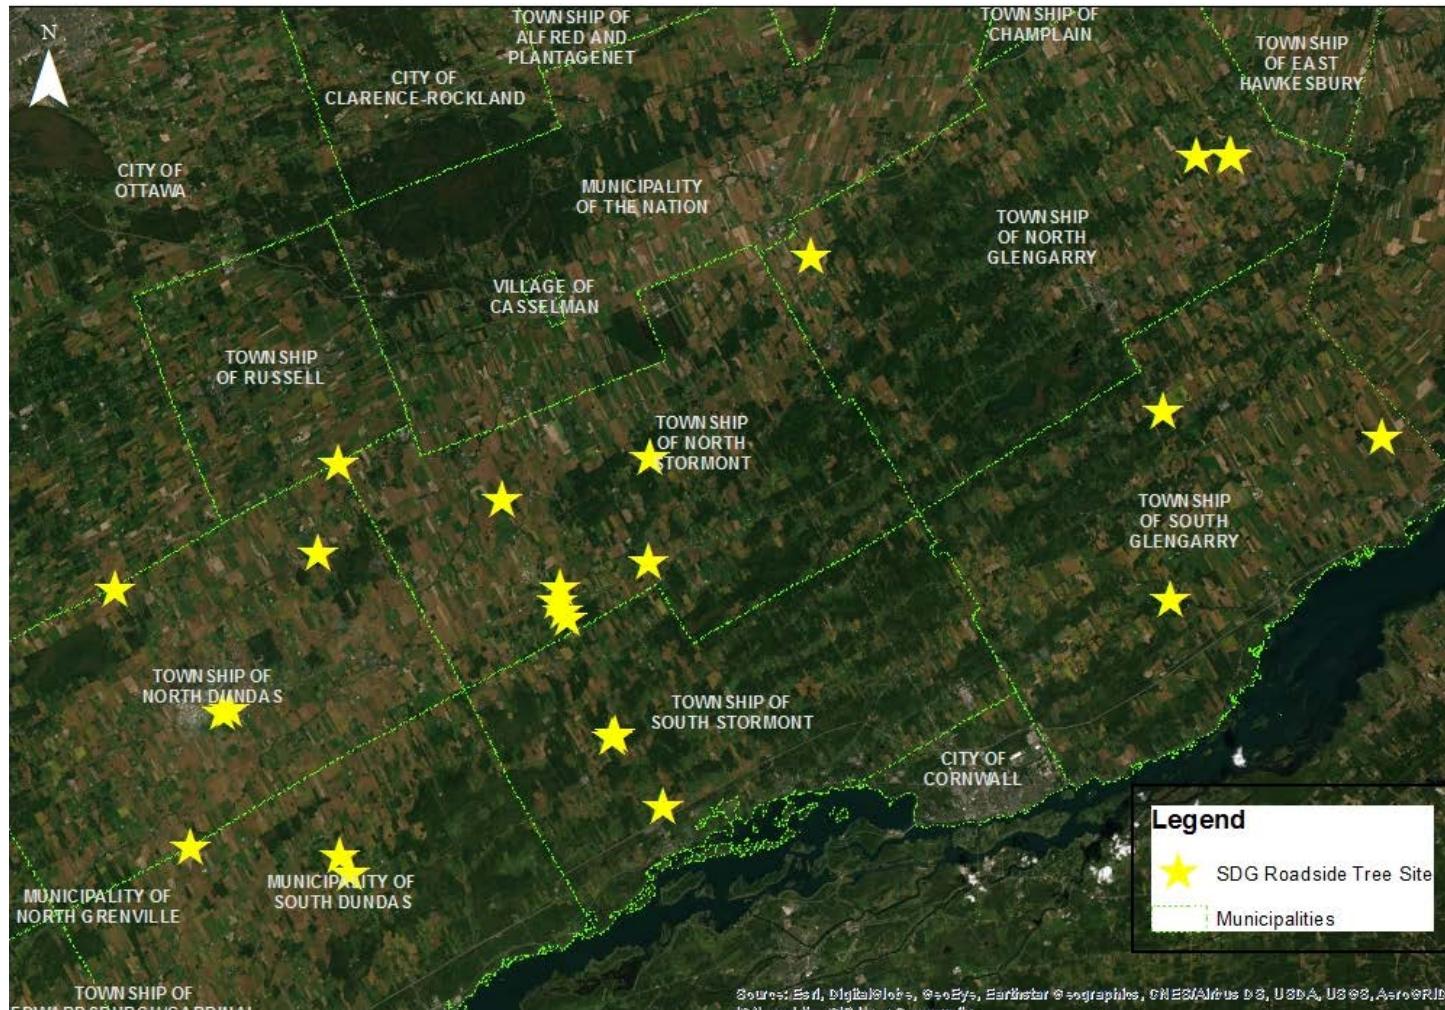 N
TOWNSHIP OF
ALFRED AND
PLANTAGENET
TOWNSHIP OF
CHAMPLAIN
TOWNSHIP
OF EAST
HAWKESBURY
CITY OF
CLARENCE-ROCKLAND
CITY OF
OTTAWA
MUNICIPALITY
OF THE NATION
TOWNSHIP
OF NORTH
GLENGARRY
VILLAGE OF
CASSELMAN
TOWNSHIP
OF RUSSELL
TOWNSHIP
OF NORTH
STORMONT
TOWNSHIP
OF SOUTH
GLENGARRY
TOWNSHIP OF
NORTH DUNDAS
TOWNSHIP OF
SOUTH STORMONT
CITY OF
CORNWALL
MUNICIPALITY OF
NORTH GRENVILLE
MUNICIPALITY OF
SOUTH DUNDAS
TOWNSHIP OF
Legend
SDG Roadside Tree Site
Municipalities
Source: Esri, DigitalGlobe, GeoEye, Earthstar Geographics, CNES/Airbus DS, USDA, USGS, AeroGRID